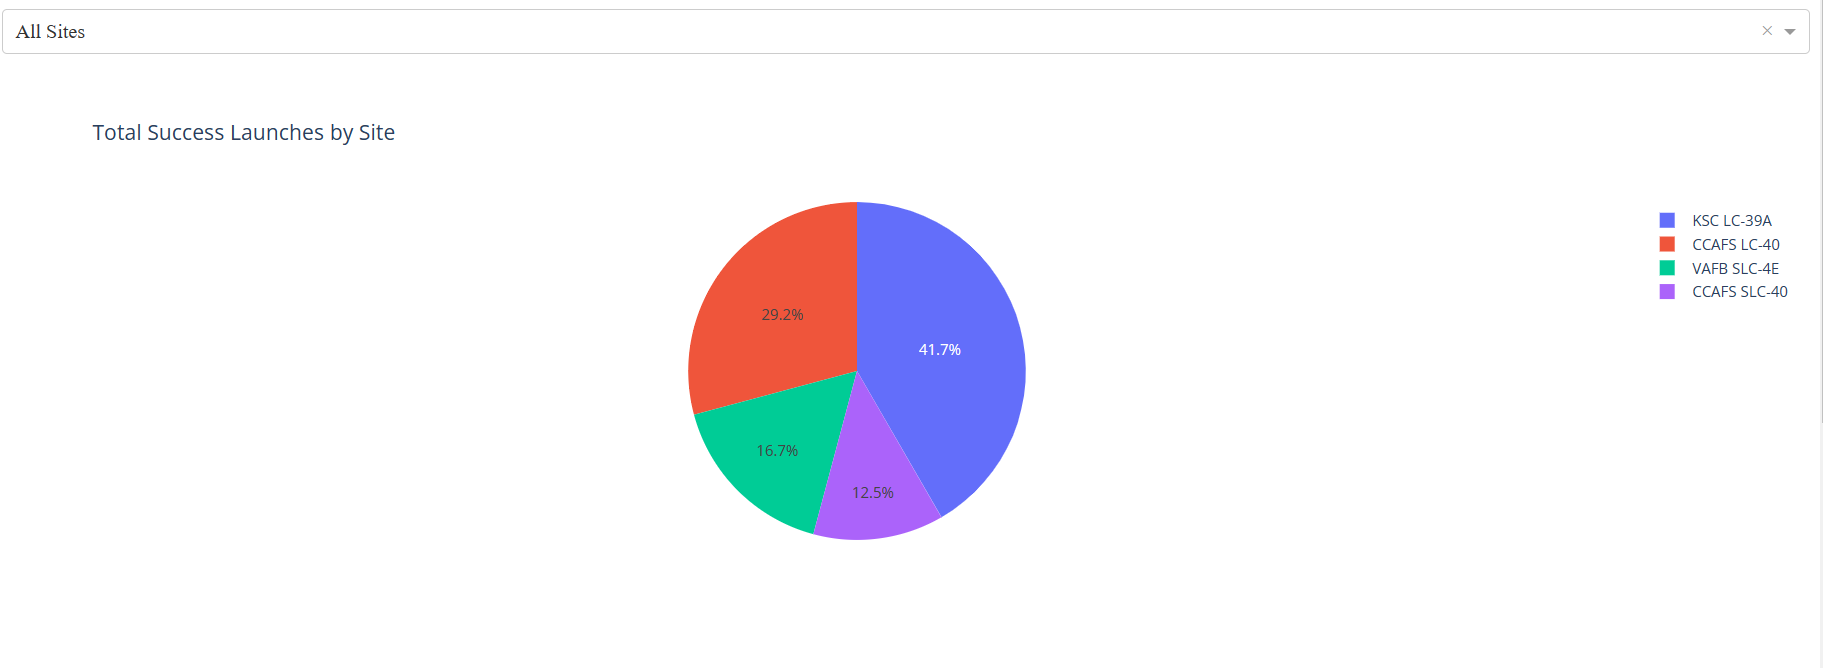 All Sites
Total Success Launches by Site
KSC LC-39A
CCAFS LC-40
VAFB SLC-4E
CCAFS SLC-40
29.2%
41.7%
16.7%
12.5%